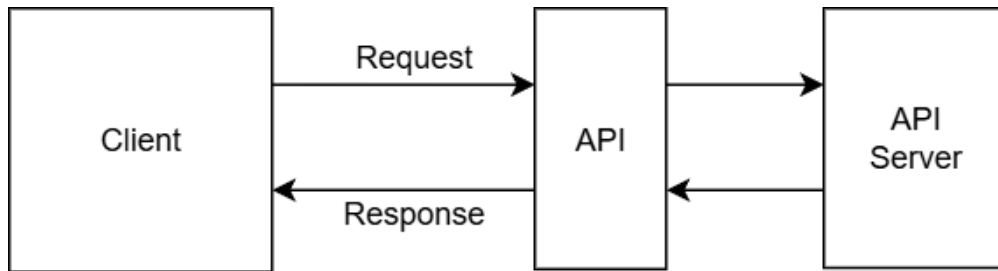 Request
Client
API
API
Server
Response